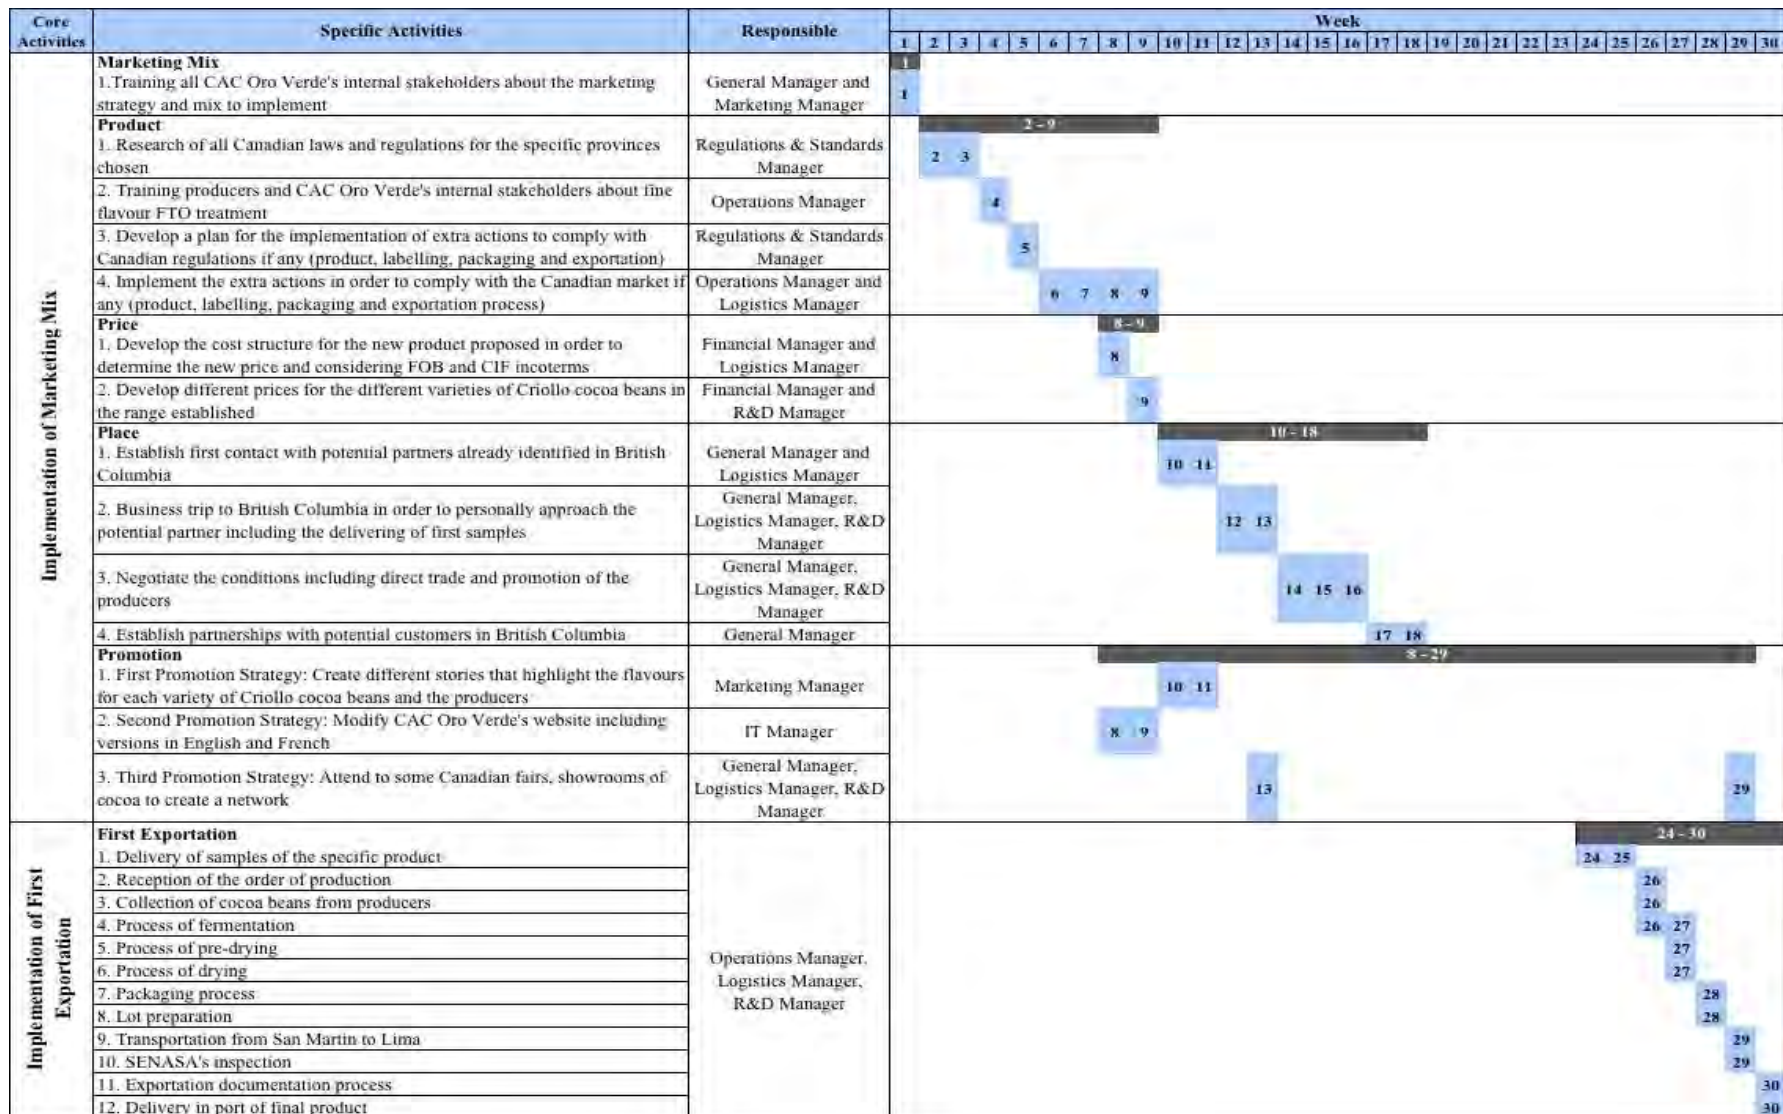 Core
Activities
Specific Activities
Responsible
Week
1 2 3 4 5 6 7 8 9 10 11 12 13 14 15 16 17 18 19 20 21 22 23 24 25 26 27 28 29 30
Implementation of Marketing Mix
Marketing Mix
1
1.Training all CAC Oro Verde's internal stakeholders about the marketing
strategy and mix to implement
General Manager and
Marketing Manager
1
Product
2 - 9
1. Research of all Canadian laws and regulations for the specific provinces
chosen
Regulations & Standards
Manager
2 3
2. Training producers and CAC Oro Verde's internal stakeholders about fine
flavour FTO treatment
Operations Manager
4
3. Develop a plan for the implementation of extra actions to comply with
Canadian regulations if any (product, labelling, packaging and exportation)
Regulations & Standards
Manager
5
4. Implement the extra actions in order to comply with the Canadian market if
any (product, labelling, packaging and exportation process)
Operations Manager and
Logistics Manager
6 7 8 9
Price
8 - 9
1. Develop the cost structure for the new product proposed in order to
determine the new price and considering FOB and CIF incoterms
Financial Manager and
Logistics Manager
8
2. Develop different prices for the different varieties of Criollo cocoa beans in
the range established
Financial Manager and
R&D Manager
9
Place
10 - 18
1. Establish first contact with potential partners already identified in British
Columbia
General Manager and
Logistics Manager
10 11
2. Business trip to British Columbia in order to personally approach the
potential partner including the delivering of first samples
General Manager,
Logistics Manager, R&D
Manager
12 13
3. Negotiate the conditions including direct trade and promotion of the
producers
General Manager,
Logistics Manager, R&D
Manager
14 15 16
4. Establish partnerships with potential customers in British Columbia
General Manager
17 18
Promotion
8 - 29
1. First Promotion Strategy: Create different stories that highlight the flavours
for each variety of Criollo cocoa beans and the producers
Marketing Manager
10 11
2. Second Promotion Strategy: Modify CAC Oro Verde's website including
versions in English and French
IT Manager
8 9
3. Third Promotion Strategy: Attend to some Canadian fairs, showrooms of
cocoa to create a network
General Manager,
Logistics Manager, R&D
Manager
13 29
Implementation of First
Exportation
First Exportation
24 - 30
1. Delivery of samples of the specific product
24 25
2. Reception of the order of production
26
3. Collection of cocoa beans from producers
26
4. Process of fermentation
26 27
5. Process of pre-drying
27
6. Process of drying
27
7. Packaging process
28
8. Lot preparation
28
9. Transportation from San Martin to Lima
29
10. SENASA's inspection
29
11. Exportation documentation process
30
12. Delivery in port of final product
30
Operations Manager,
Logistics Manager,
R&D Manager